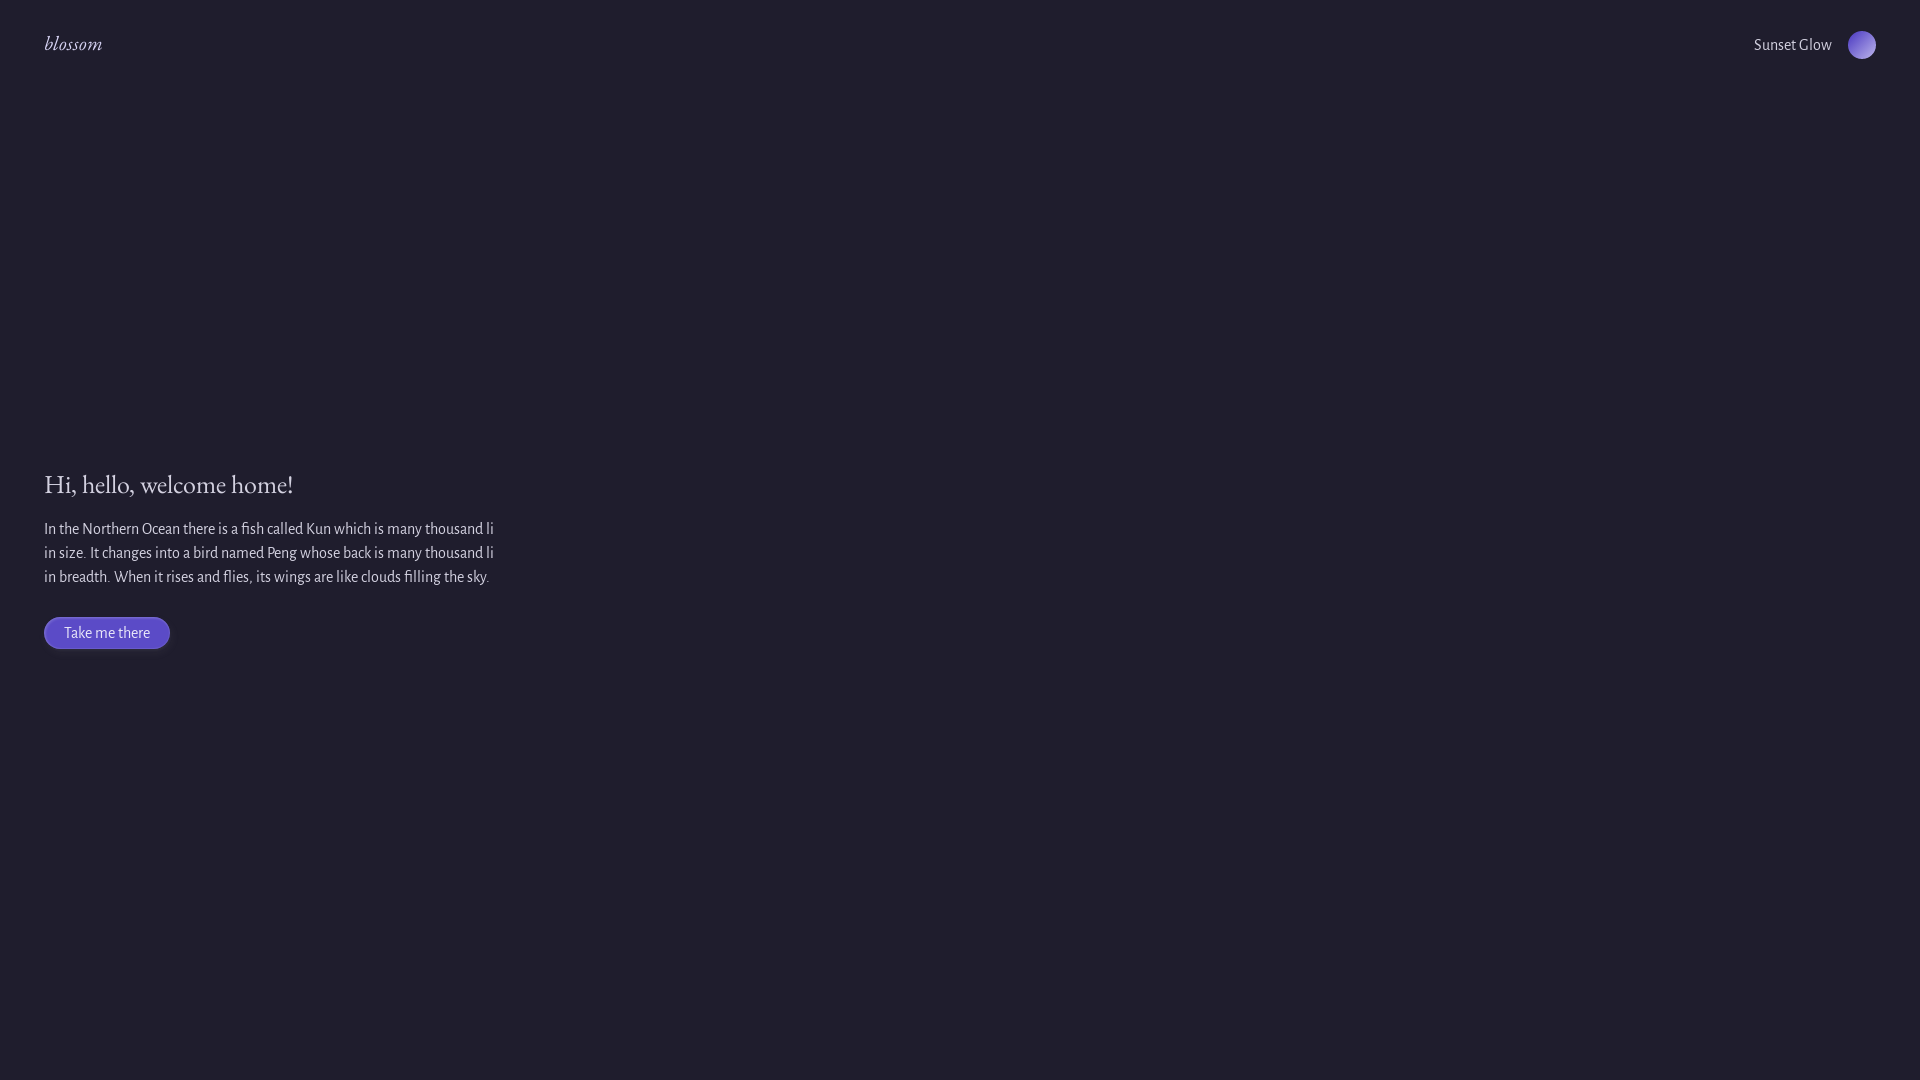 blossom
Sunset Glow
Hi, hello, welcome home!
In the Northern Ocean there is a fish called Kun which is many thousand li
in size. It changes into a bird named Peng whose back is many thousand li
in breadth. When it rises and flies, its wings are like clouds filling the sky.
Take me there